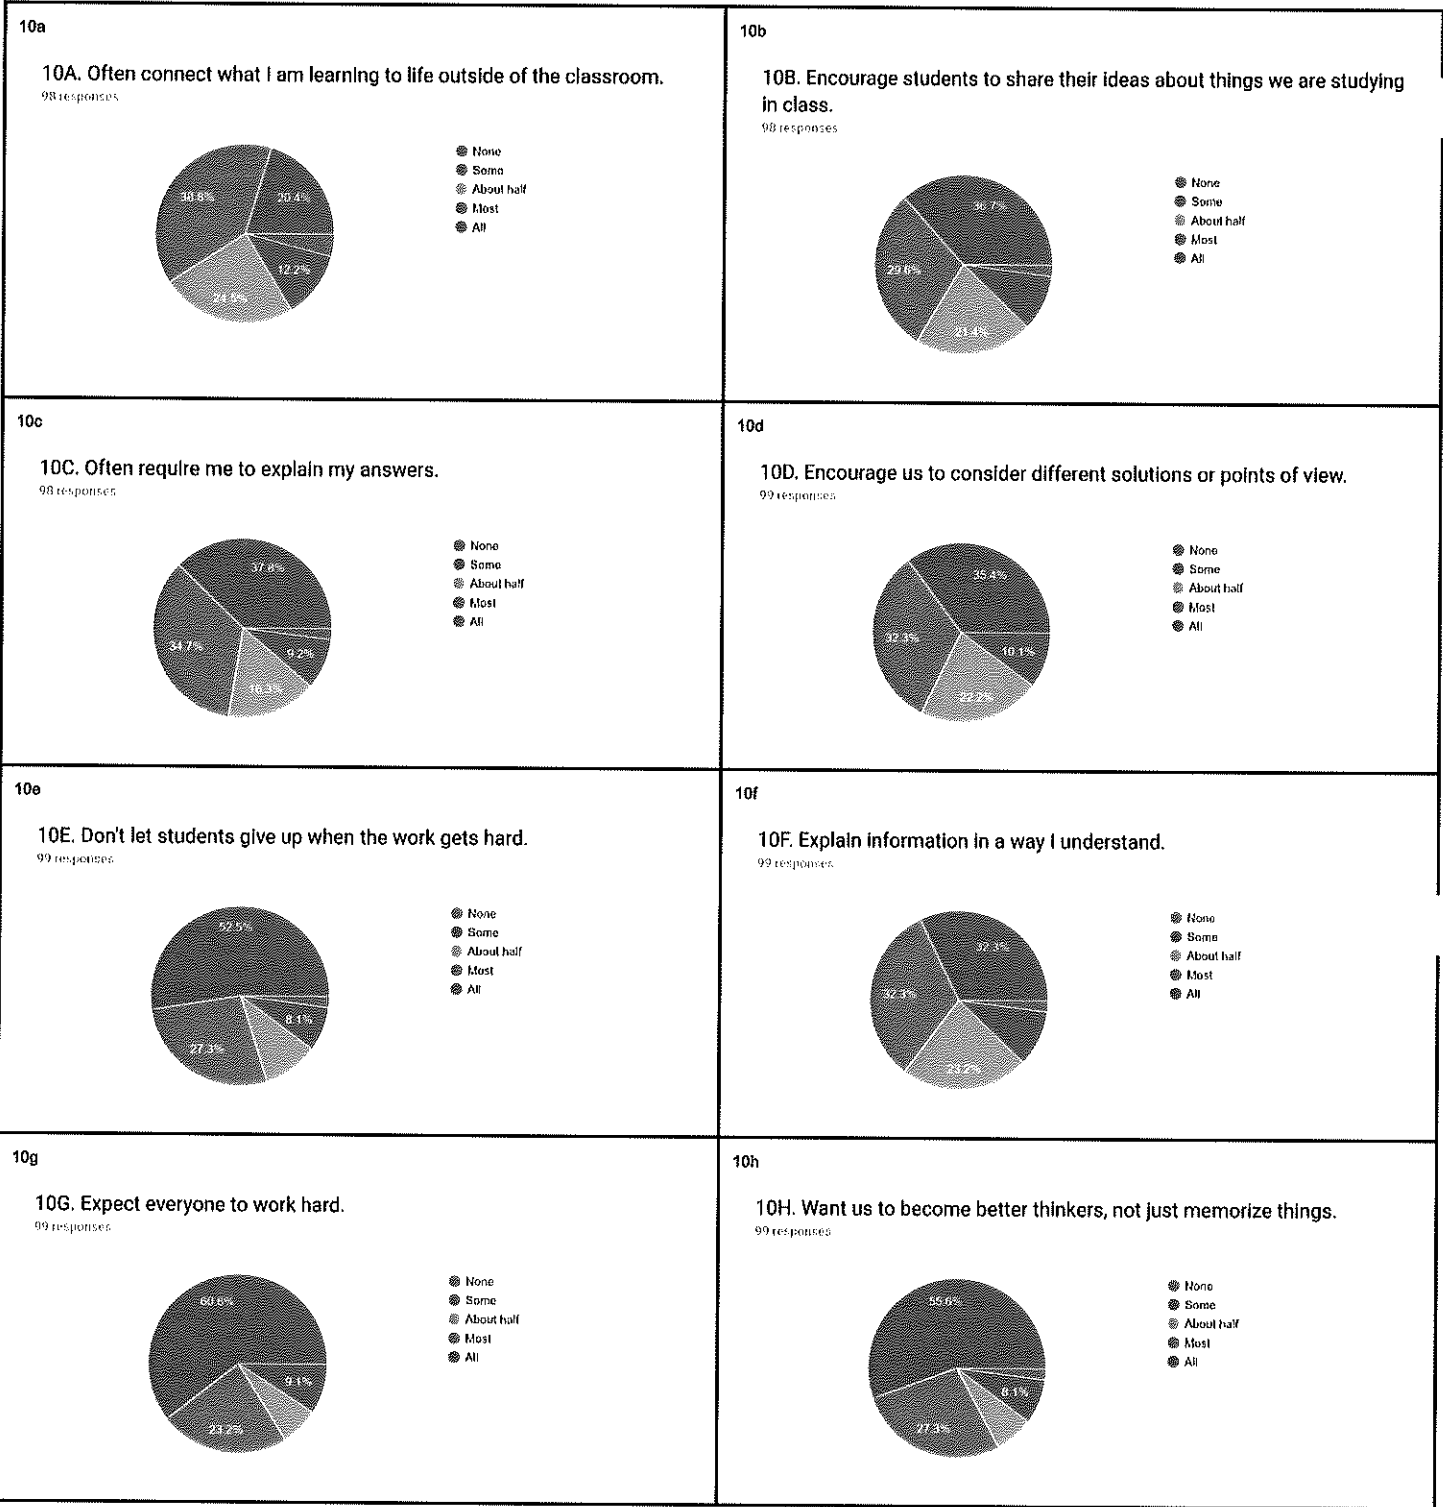 10a
10A. Often connect what I am learning to life outside of the classroom.
98 responses
38.8%
20.4%
12.2%
24.5%
None
Some
About half
Most
All
10b
10B. Encourage students to share their ideas about things we are studying
in class.
98 responses
36.7%
29.6%
21.4%
None
Some
About half
Most
All
10c
10C. Often require me to explain my answers.
98 responses
37.8%
34.7%
9.2%
16.3%
None
Some
About half
Most
All
10d
10D. Encourage us to consider different solutions or points of view.
99 responses
35.4%
32.3%
10.1%
22.2%
None
Some
About half
Most
All
10e
10E. Don't let students give up when the work gets hard.
99 responses
52.5%
8.1%
27.3%
None
Some
About half
Most
All
10f
10F. Explain information in a way I understand.
99 responses
32.3%
32.3%
23.2%
None
Some
About half
Most
All
10g
10G. Expect everyone to work hard.
99 responses
60.6%
9.1%
23.2%
None
Some
About half
Most
All
10h
10H. Want us to become better thinkers, not just memorize things.
99 responses
55.6%
8.1%
27.3%
None
Some
About half
Most
All